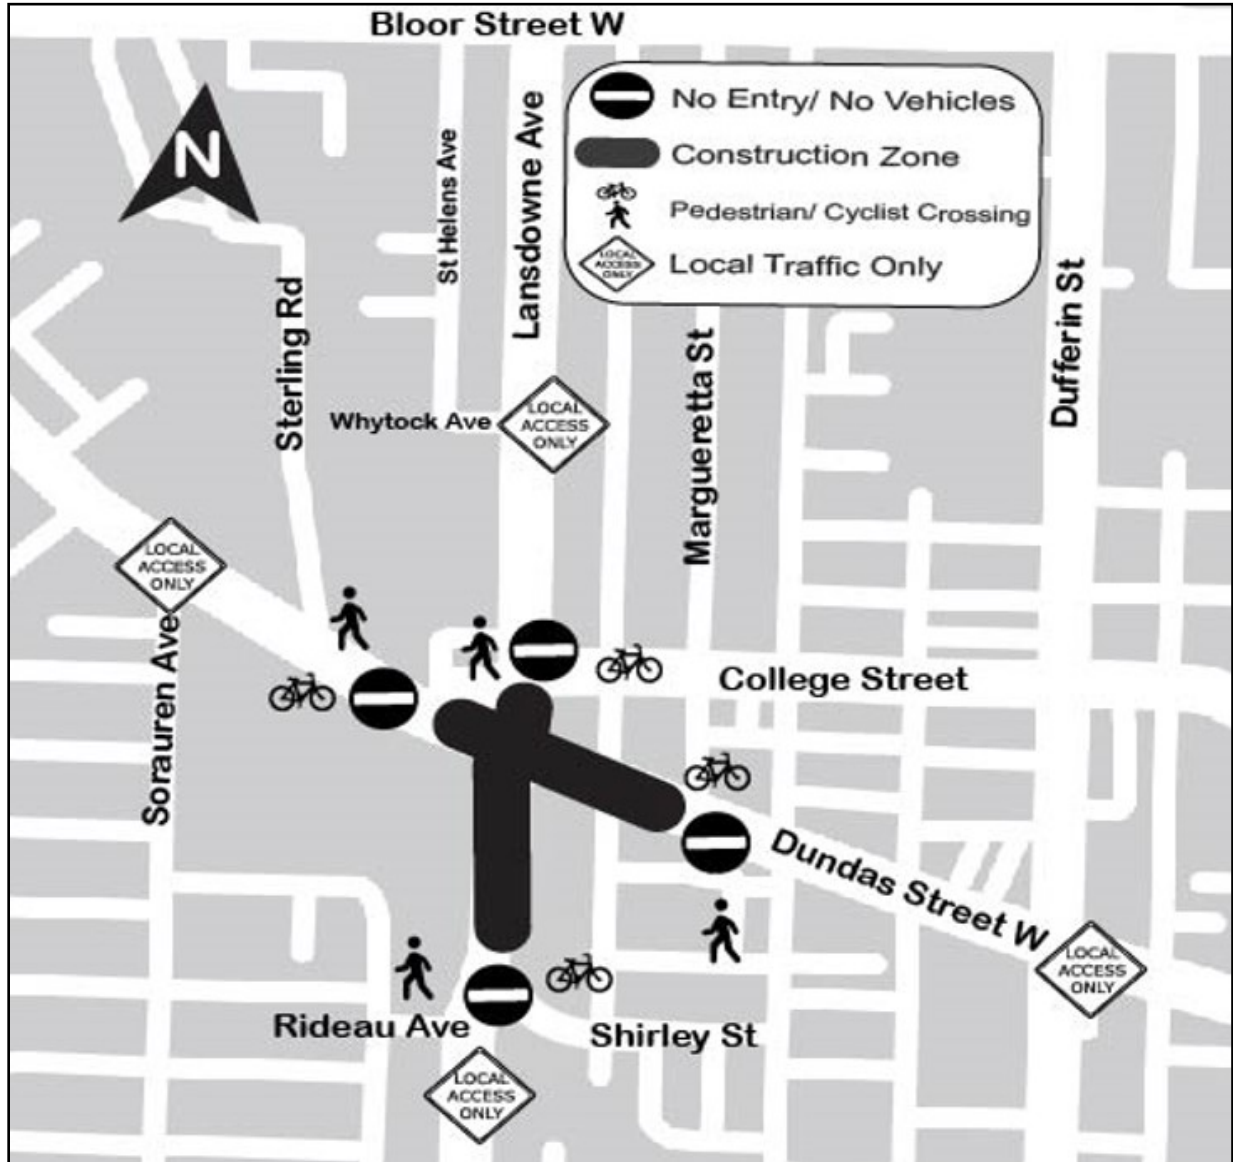 Bloor Street W
N
No Entry/ No Vehicles
Construction Zone
Pedestrian/ Cyclist Crossing
LOCAL
ACCESS
ONLY
Local Traffic Only
St Helens Ave
Lansdowne Ave
Sterling Rd
Dufferin St
Margueretta St
Whytock Ave
LOCAL
ACCESS
ONLY
LOCAL
ACCESS
ONLY
Sorauren Ave
College Street
Dundas Street W
LOCAL
ACCESS
ONLY
Rideau Ave
Shirley St
LOCAL
ACCESS
ONLY